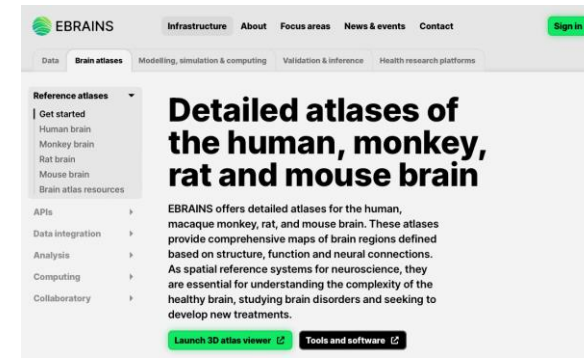 EBRAINS
Infrastructure About Focus areas News & events Contact
Sign in
Data Brain atlases Modelling, simulation & computing Validation & inference Health research platforms
Reference atlases
Get started
Human brain
Monkey brain
Rat brain
Mouse brain
Brain atlas resources
APIs
Data integration
Analysis
Computing
Collaboratory
Detailed atlases of
the human, monkey,
rat and mouse brain
EBRAINS offers detailed atlases for the human,
macaque monkey, rat, and mouse brain. These atlases
provide comprehensive maps of brain regions defined
based on structure, function and neural connections.
As spatial reference systems for neuroscience, they
are essential for understanding the complexity of the
healthy brain, studying brain disorders and seeking to
develop new treatments.
Launch 3D atlas viewer Tools and software